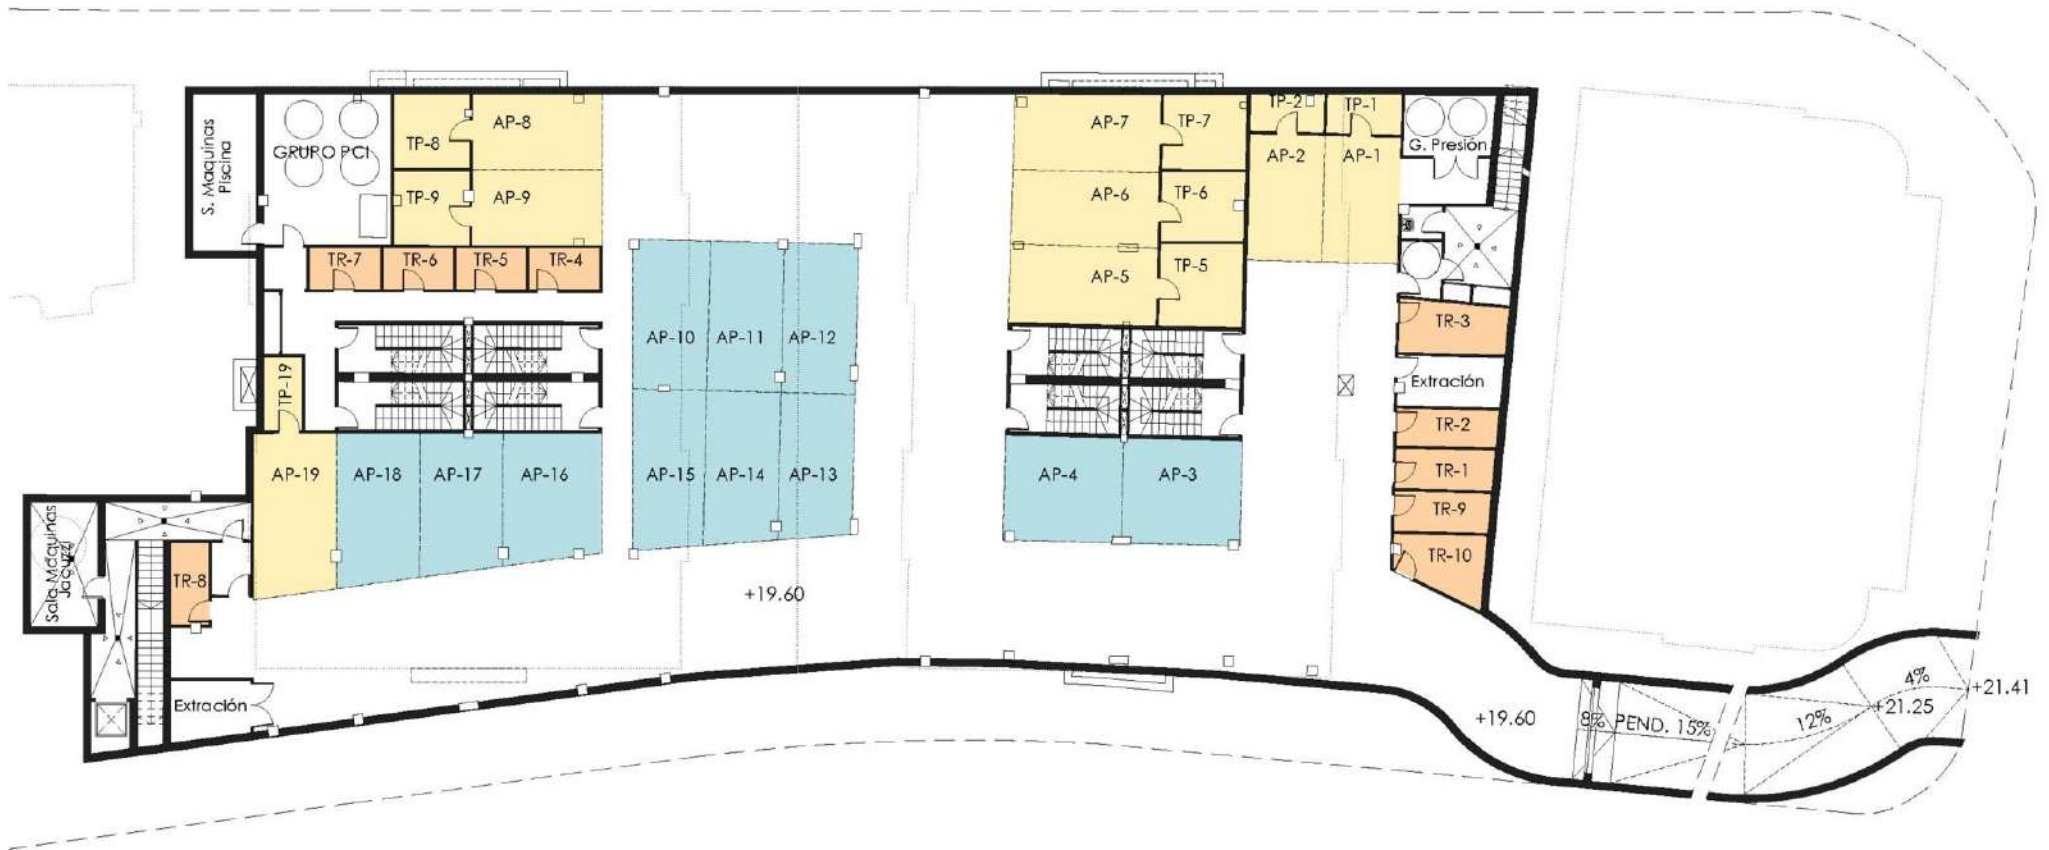 S. Maquinas
Piscina
GRUPO PCI
TP-8
AP-8
TP-9
AP-9
TR-7
TR-6
TR-5
TR-4
AP-7
TP-7
AP-6
TP-6
AP-5
TP-5
TP-2
TP-1
AP-2
AP-1
G. Presión
TR-3
Extración
TR-2
TR-1
TR-9
TR-10
AP-10
AP-11
AP-12
AP-15
AP-14
AP-13
TP-19
AP-19
AP-18
AP-17
AP-16
AP-4
AP-3
Sala Maquinas
Jacuzzi
TR-8
Extración
+19.60
+19.60
8%
PEND. 15%
12%
4%
+21.25
+21.41